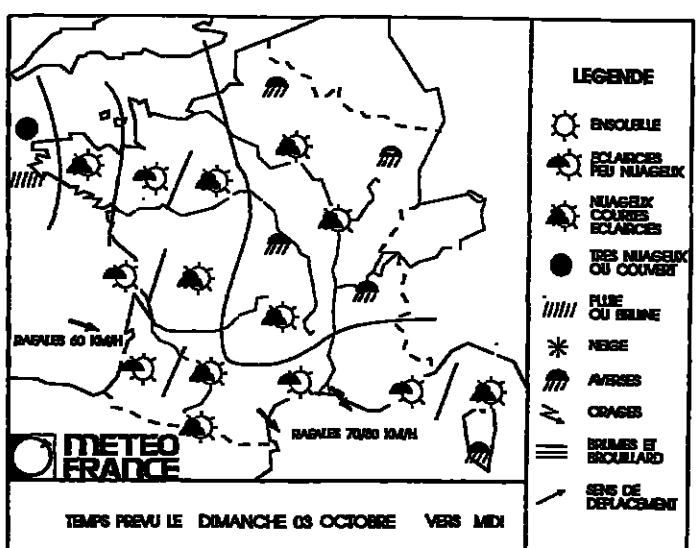 LEGENDE
ENSOLEILLE
ECLAIRCIES
PEU NUAGEUX
NUAGEUX
COURTES
ECLAIRCIES
TRES NUAGEUX
OU COUVERT
PLUIE
OU BRUINE
NEIGE
AVERSES
ORAGES
BRUMES ET
BROUILLARD
SENS DE
DEPLACEMENT
RAFALES 60 KM/H
RAFALES 70/80 KM/H
METEO
FRANCE
TEMPS PREVU LE DIMANCHE 03 OCTOBRE VERS MIDI